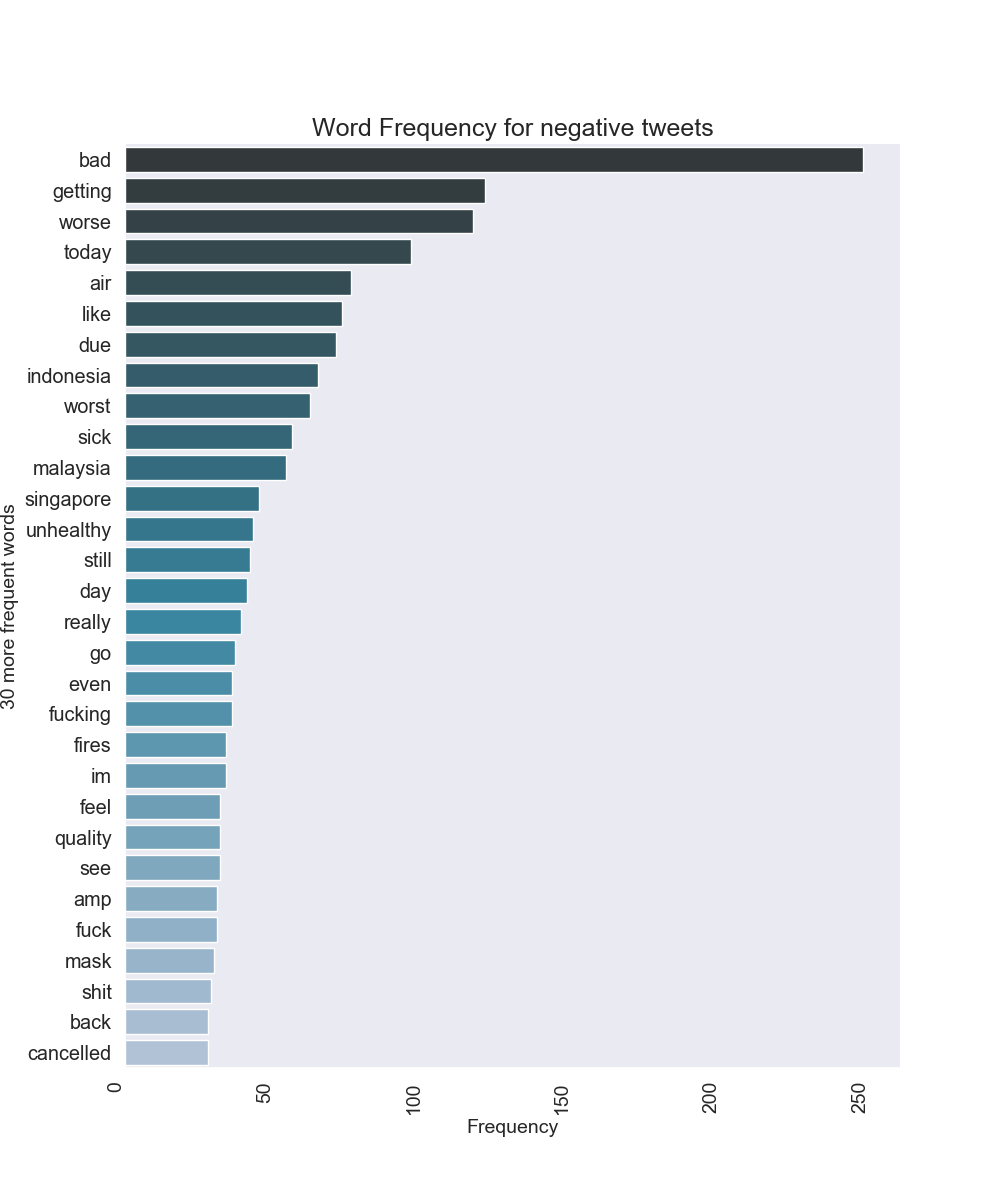 Word Frequency for negative tweets
30 more frequent words
bad
getting
worse
today
air
like
due
indonesia
worst
sick
malaysia
singapore
unhealthy
still
day
really
go
even
fucking
fires
im
feel
quality
see
amp
fuck
mask
shit
back
cancelled
0
50
100
150
200
250
Frequency